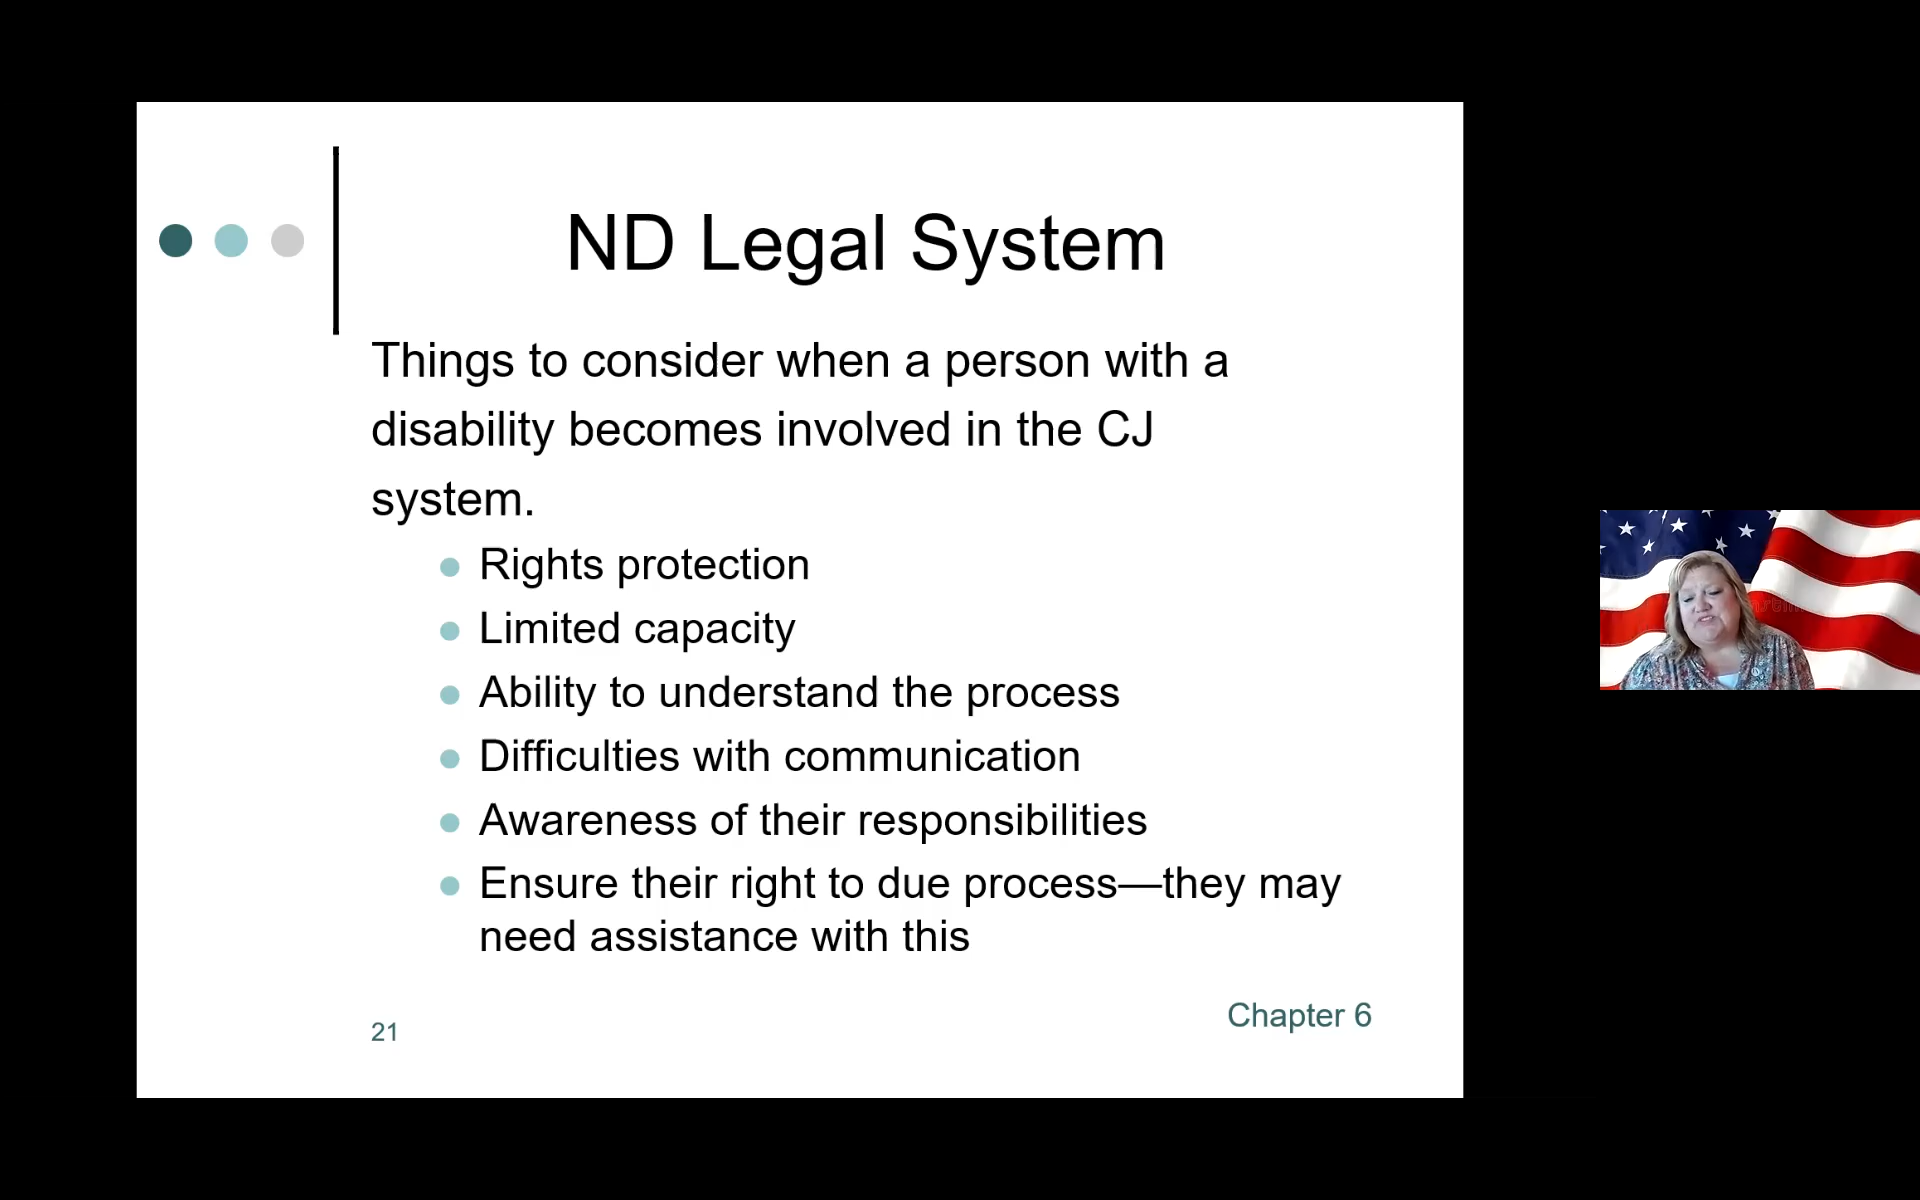 ND Legal System
Things to consider when a person with a
disability becomes involved in the CJ
system.
Rights protection
Limited capacity
Ability to understand the process
Difficulties with communication
Awareness of their responsibilities
Ensure their right to due process—they may
need assistance with this
21
Chapter 6